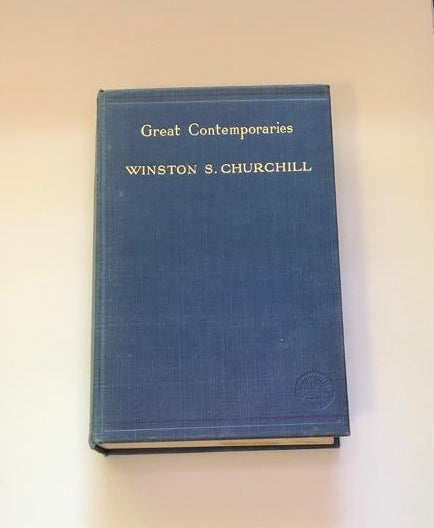 Great Contemporaries
WINSTON S. CHURCHILL